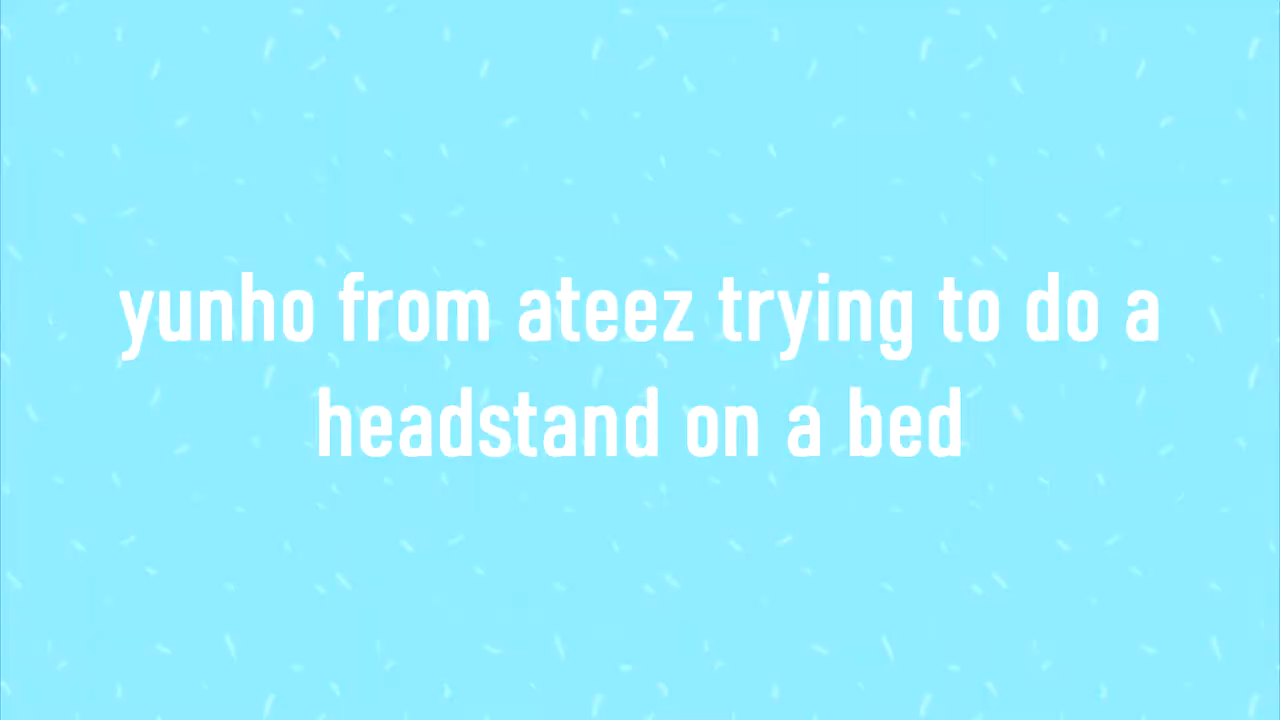 yunho from ateez trying to do a
headstand on a bed